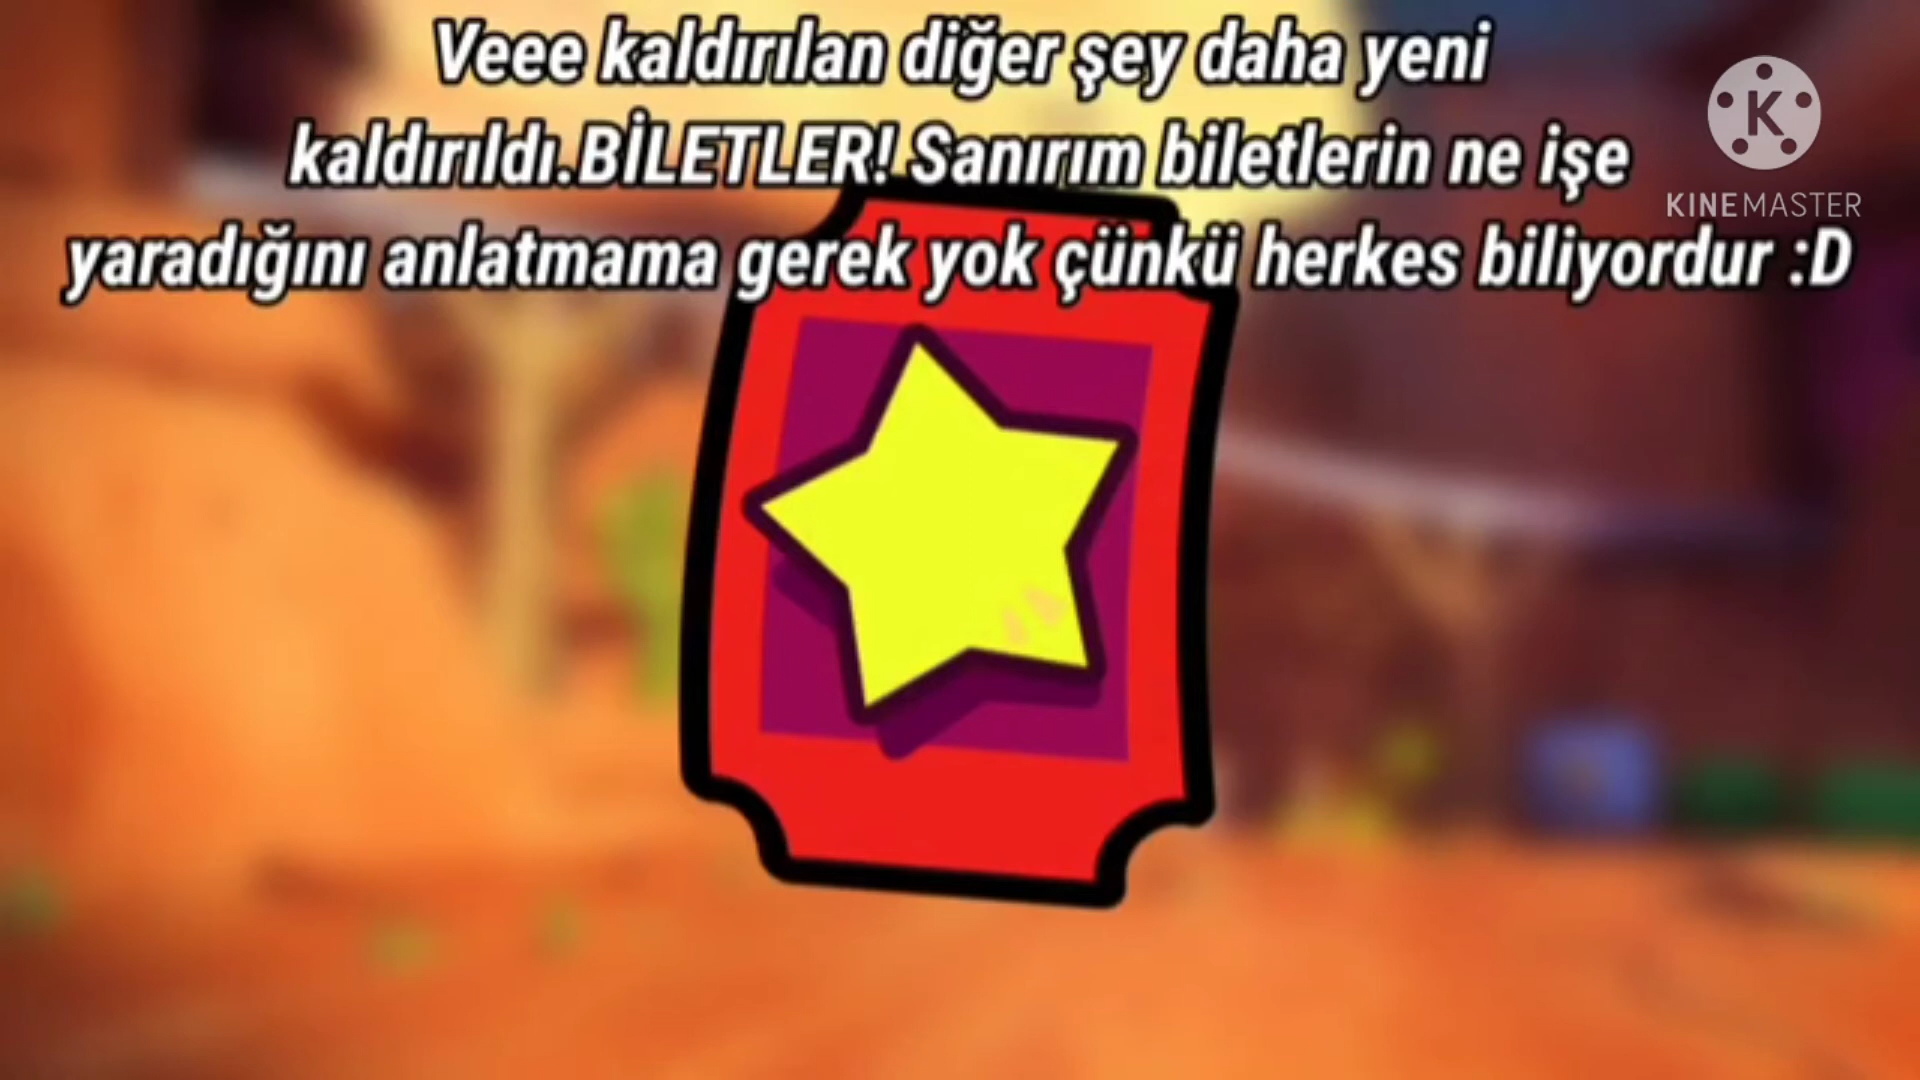 Veee kaldırılan diğer şey daha yeni
kaldırıldı.BİLETLER! Sanırım biletlerin ne işe
yaradığını anlatmama gerek yok çünkü herkes biliyordur :D
K
KINEMASTER